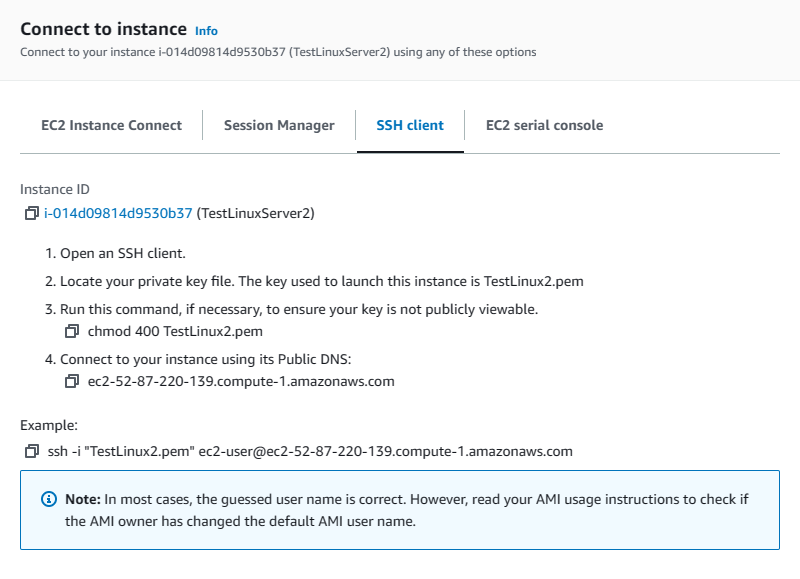 Connect to instance Info
Connect to your instance i-014d09814d9530b37 (TestLinuxServer2) using any of these options
EC2 Instance Connect Session Manager SSH client EC2 serial console
Instance ID
i-014d09814d9530b37 (TestLinuxServer2)
1. Open an SSH client.
2. Locate your private key file. The key used to launch this instance is TestLinux2.pem
3. Run this command, if necessary, to ensure your key is not publicly viewable.
chmod 400 TestLinux2.pem
4. Connect to your instance using its Public DNS:
ec2-52-87-220-139.compute-1.amazonaws.com
Example:
ssh -i "TestLinux2.pem" ec2-user@ec2-52-87-220-139.compute-1.amazonaws.com
Note: In most cases, the guessed user name is correct. However, read your AMI usage instructions to check if
the AMI owner has changed the default AMI user name.